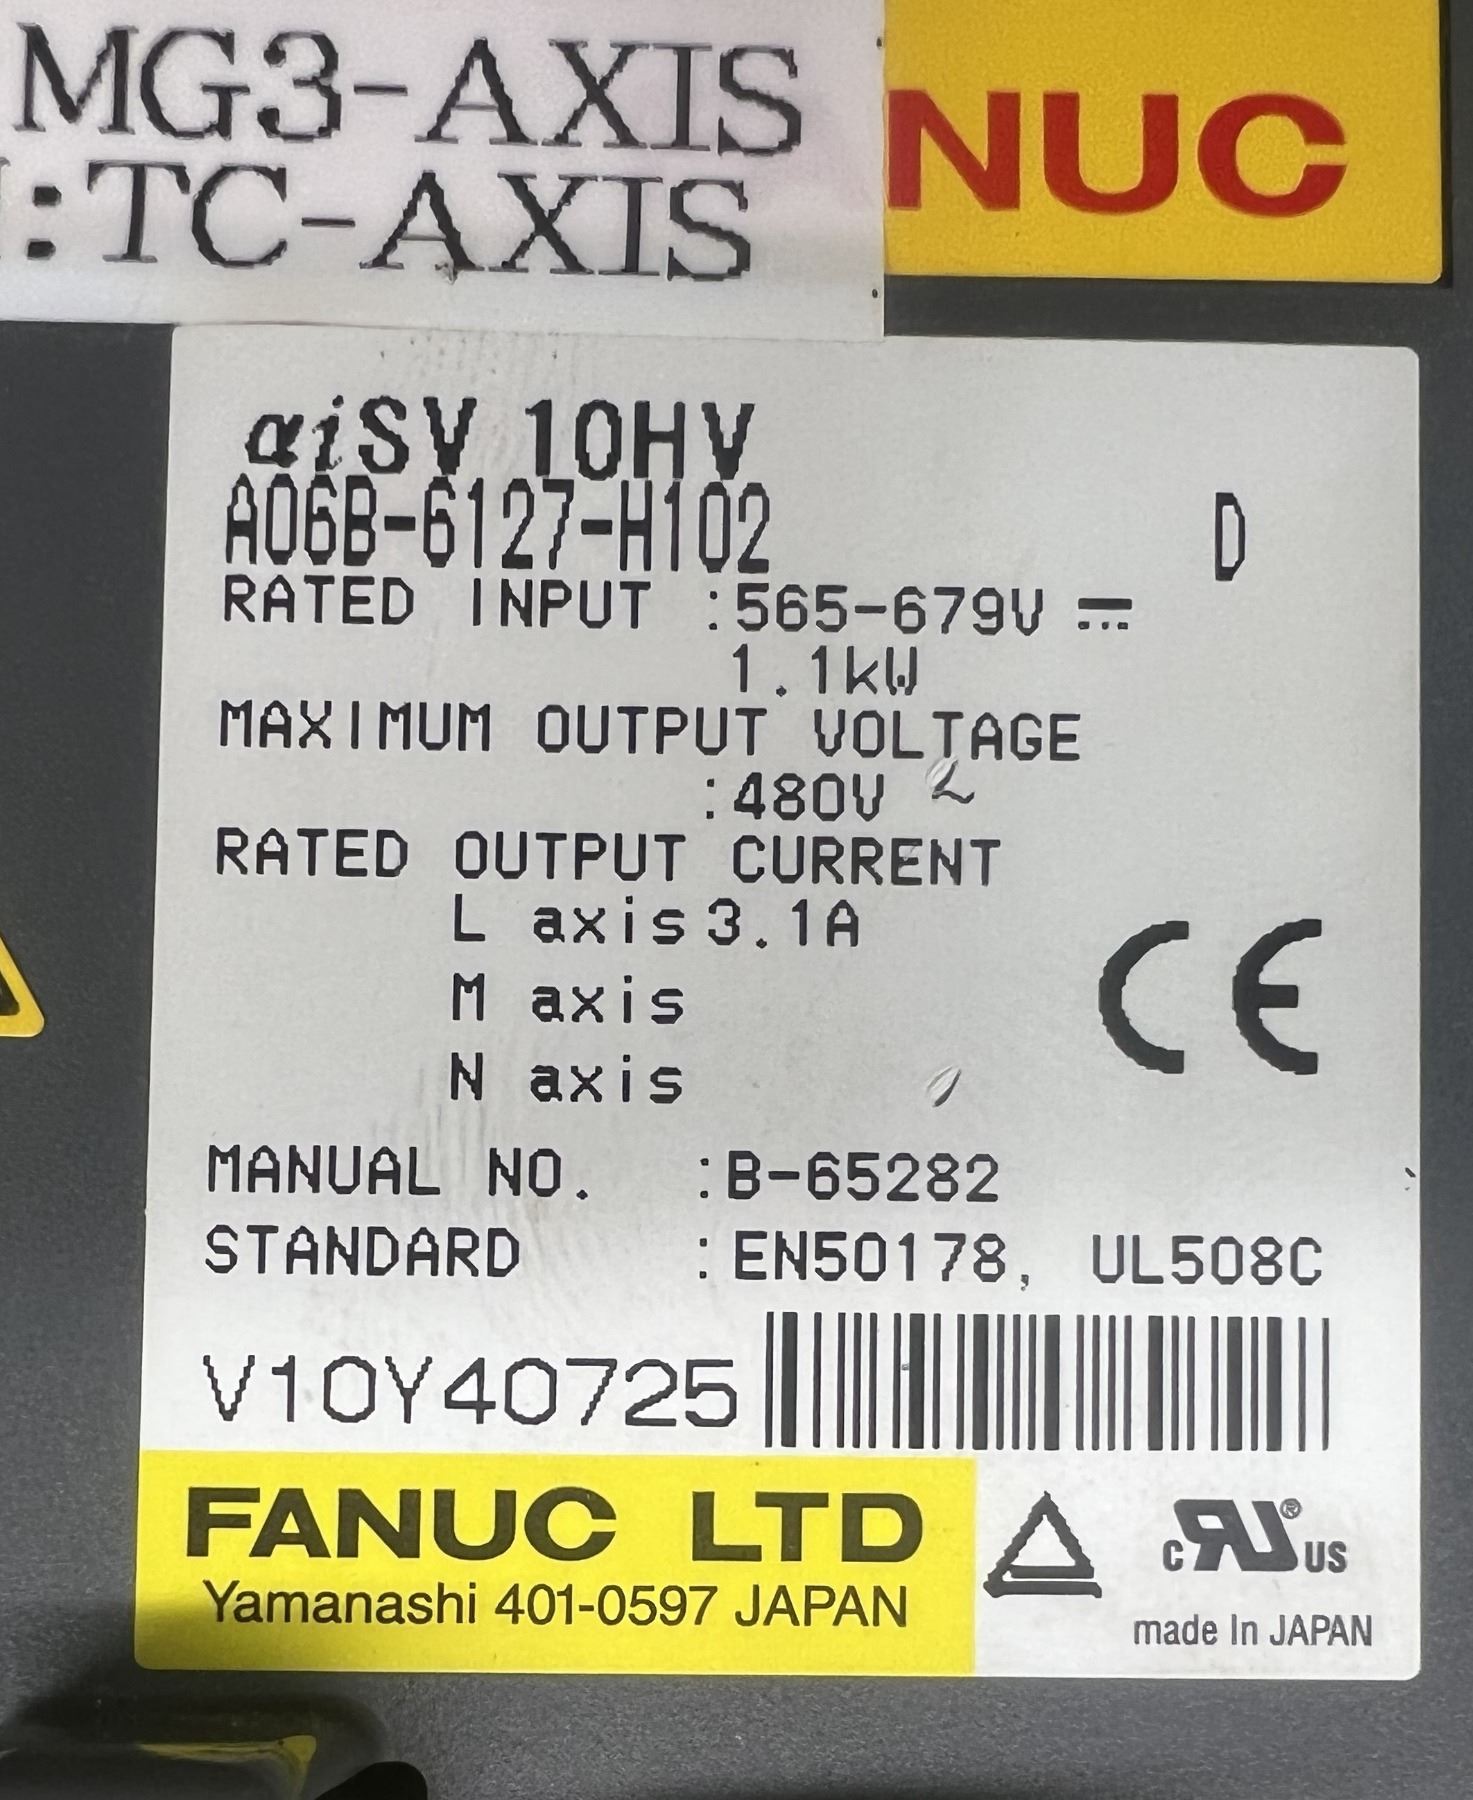 MG3-AXIS
:TC-AXIS
NUC
αiSV 10HV
A06B-6127-H102 D
RATED INPUT :565-679V ⎓
1.1kW
MAXIMUM OUTPUT VOLTAGE
:480V ~
RATED OUTPUT CURRENT
L axis 3.1A
M axis
N axis
CE
MANUAL NO. :B-65282
STANDARD :EN50178, UL508C
V10Y40725
FANUC LTD
Yamanashi 401-0597 JAPAN
c RU ® US
made In JAPAN